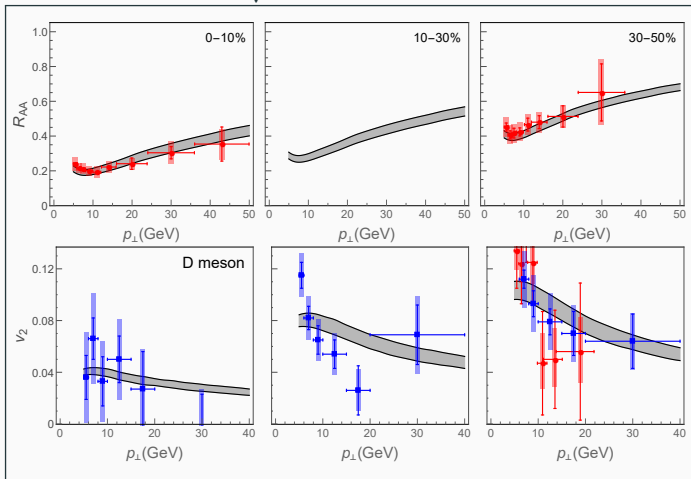 0–10%
10–30%
30–50%
R_AA
1.0
0.8
0.6
0.4
0.2
0
0 10 20 30 40 50
0 10 20 30 40 50
0 10 20 30 40 50
p⊥(GeV)
p⊥(GeV)
p⊥(GeV)
D meson
v₂
0.12
0.08
0.04
0
0 10 20 30 40
0 10 20 30 40
0 10 20 30 40
p⊥(GeV)
p⊥(GeV)
p⊥(GeV)